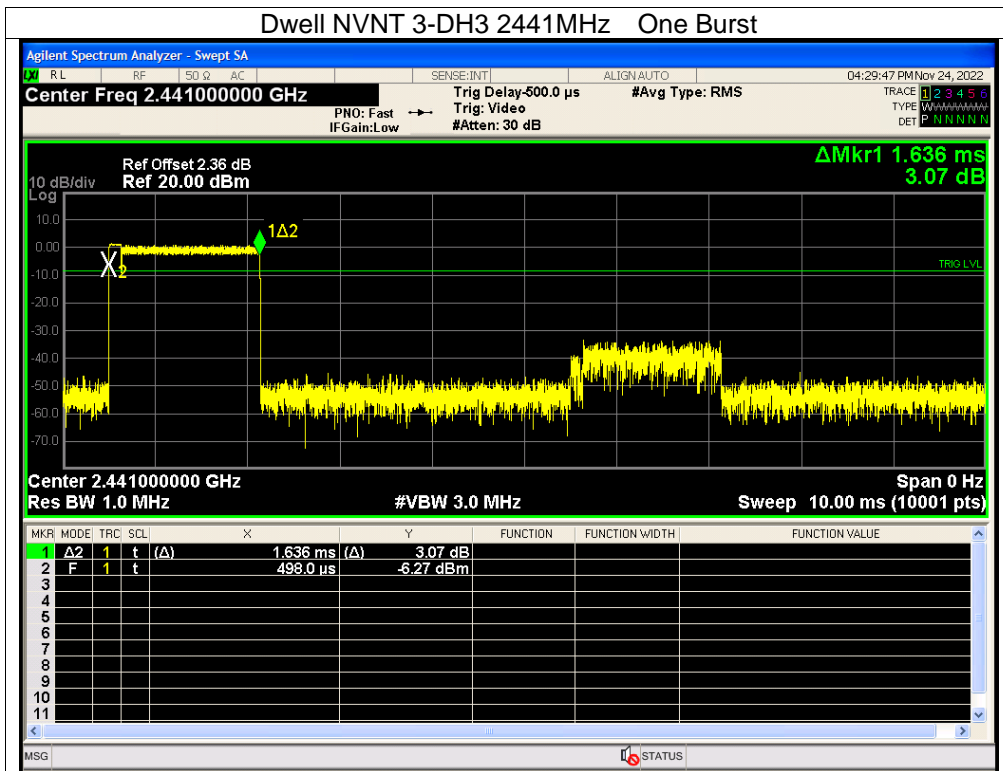 Dwell NVNT 3-DH3 2441MHz One Burst
Agilent Spectrum Analyzer - Swept SA
LXI RL RF 50 Ω AC SENSE:INT ALIGN AUTO 04:29:47 PM Nov 24, 2022
Center Freq 2.441000000 GHz
PNO: Fast
IFGain:Low
Trig Delay-500.0 µs
Trig: Video
#Atten: 30 dB
#Avg Type: RMS
TRACE 1 2 3 4 5 6
TYPE WWWWWW
DET P N N N N N
ΔMkr1 1.636 ms
3.07 dB
Ref Offset 2.36 dB
10 dB/div Ref 20.00 dBm
Log
10.0
0.00
-10.0
-20.0
-30.0
-40.0
-50.0
-60.0
-70.0
1Δ2
X2
TRIG LVL
Center 2.441000000 GHz Span 0 Hz
Res BW 1.0 MHz #VBW 3.0 MHz Sweep 10.00 ms (10001 pts)
MKR MODE TRC SCL X Y FUNCTION FUNCTION WIDTH FUNCTION VALUE
1 Δ2 1 t (Δ) 1.636 ms (Δ) 3.07 dB
2 F 1 t 498.0 µs -6.27 dBm
3
4
5
6
7
8
9
10
11
MSG STATUS